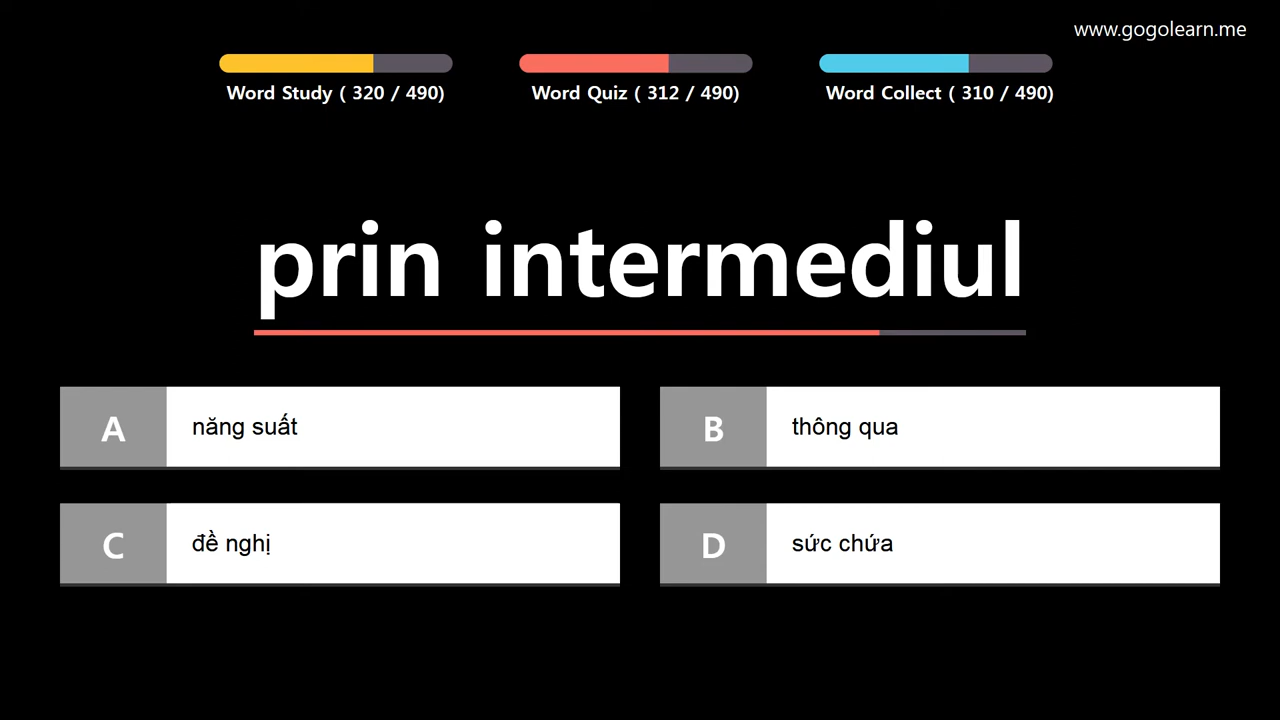 www.gogolearn.me
Word Study ( 320 / 490)
Word Quiz ( 312 / 490)
Word Collect ( 310 / 490)
prin intermediul
A năng suất
B thông qua
C đề nghị
D sức chứa